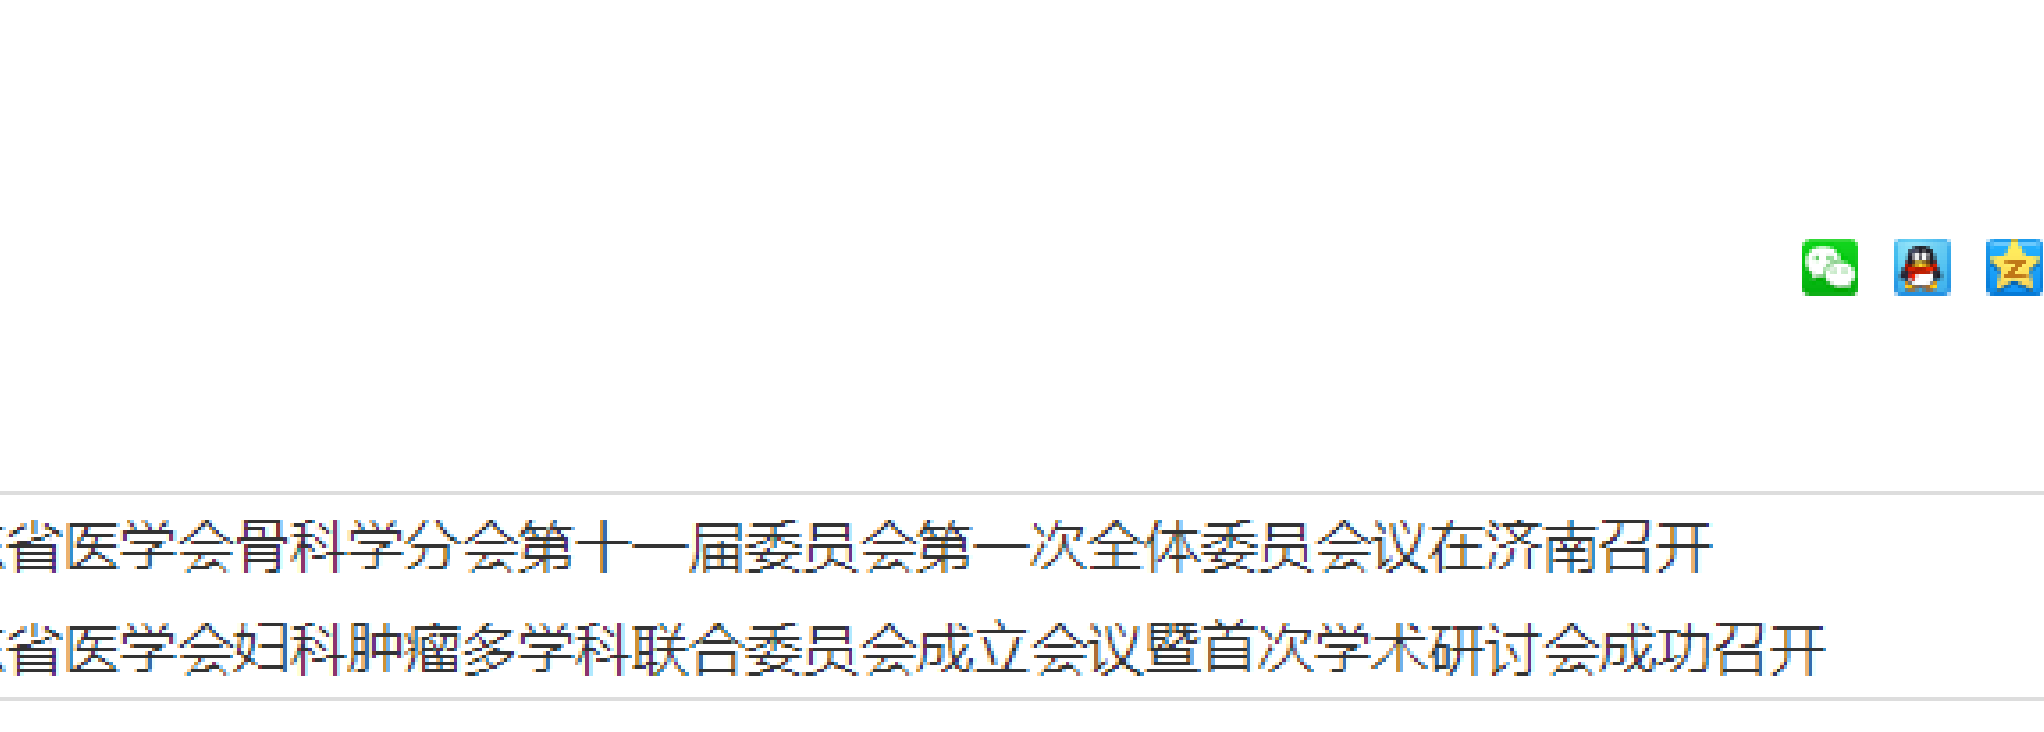 省医学会骨科学分会第十一届委员会第一次全体委员会议在济南召开
省医学会妇科肿瘤多学科联合委员会成立会议暨首次学术研讨会成功召开